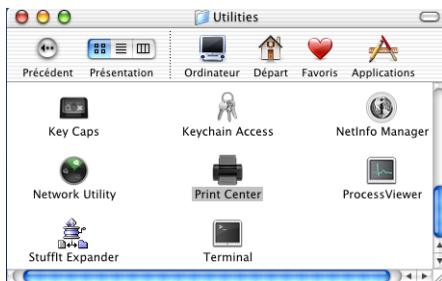 Utilities
Précédent Présentation Ordinateur Départ Favoris Applications
Key Caps Keychain Access NetInfo Manager
Network Utility Print Center ProcessViewer
StuffIt Expander Terminal